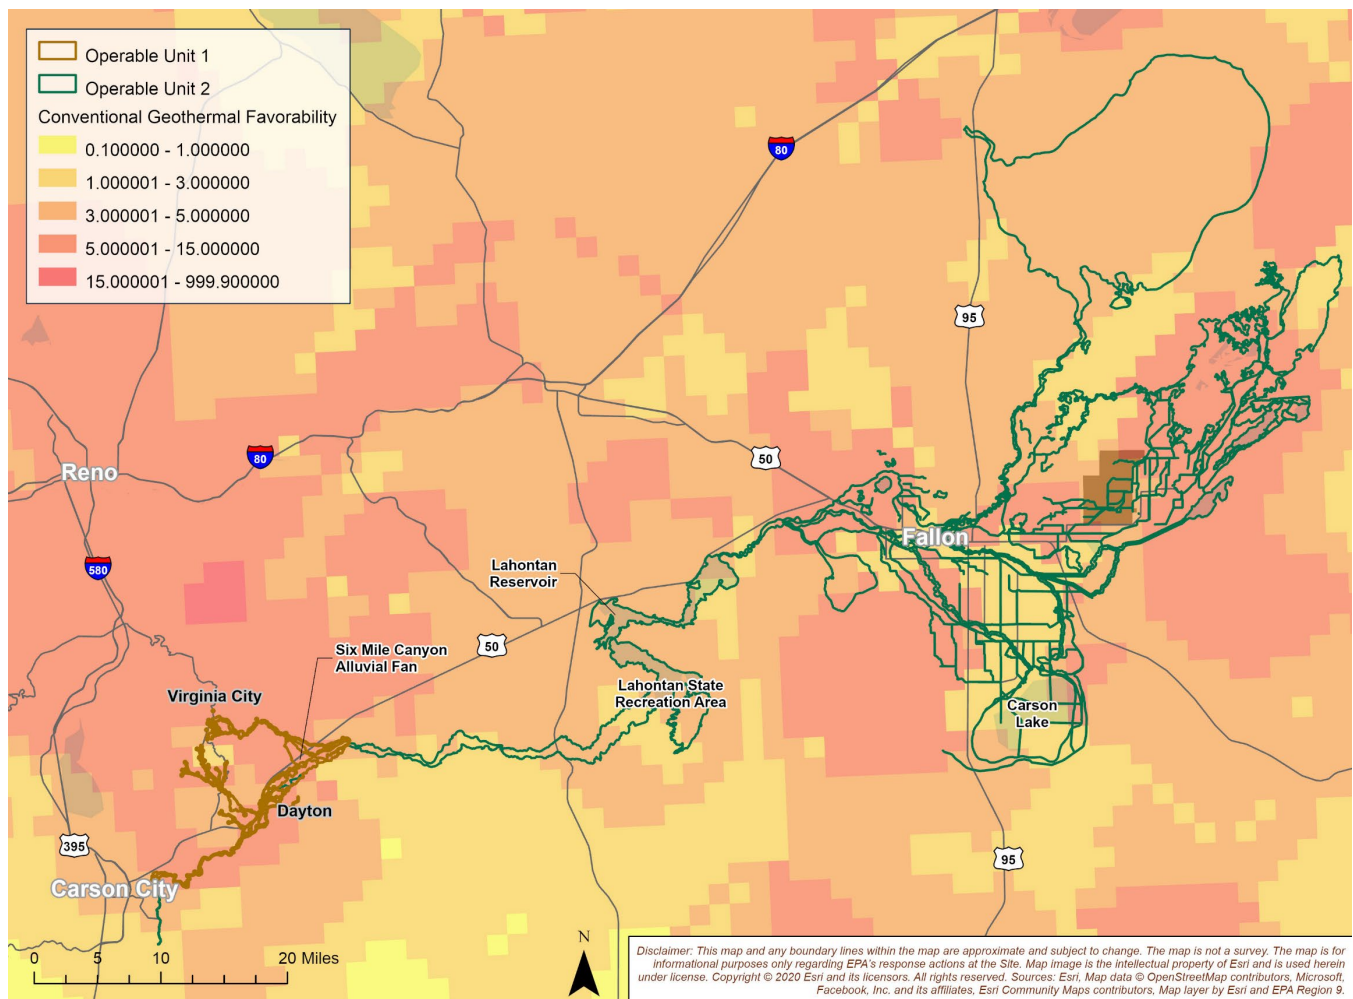 Operable Unit 1
Operable Unit 2
Conventional Geothermal Favorability
0.100000 - 1.000000
1.000001 - 3.000000
3.000001 - 5.000000
5.000001 - 15.000000
15.000001 - 999.900000
80
95
50
80
Reno
Fallon
580
Lahontan
Reservoir
50
Six Mile Canyon
Alluvial Fan
Virginia City
Lahontan State
Recreation Area
Carson
Lake
Dayton
395
95
Carson City
0 5 10 20 Miles
N
Disclaimer: This map and any boundary lines within the map are approximate and subject to change. The map is not a survey. The map is for
informational purposes only regarding EPA's response actions at the Site. Map image is the intellectual property of Esri and is used herein
under license. Copyright © 2020 Esri and its licensors. All rights reserved. Sources: Esri, Map data © OpenStreetMap contributors, Microsoft,
Facebook, Inc. and its affiliates, Esri Community Maps contributors, Map layer by Esri and EPA Region 9.